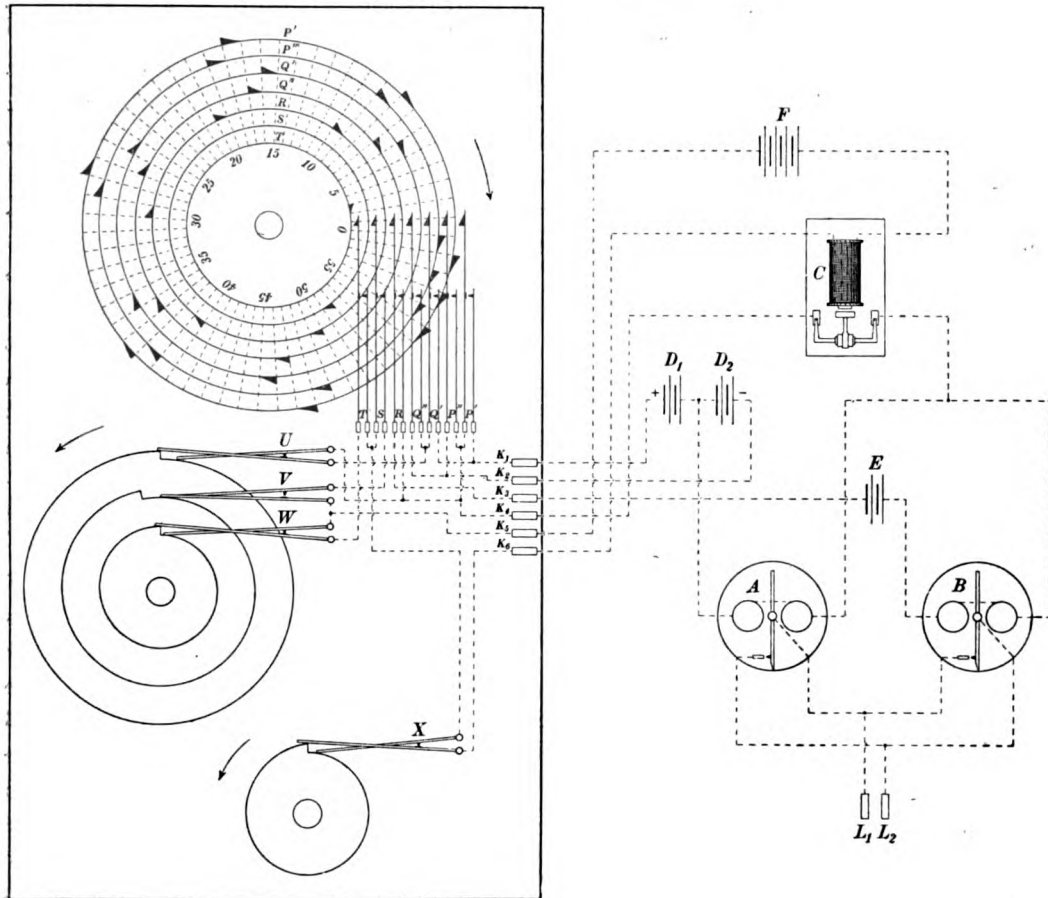 P'
P'''
Q'
Q"
R
S
T
15
20
10
25
5
30
0
35
55
40
50
45
F
C
D₁ D₂
+ −
T S R Q" Q' P" P'
U
V
W
K₁
K₂
K₃
K₄
K₅
K₆
E
A B
X
L₁ L₂